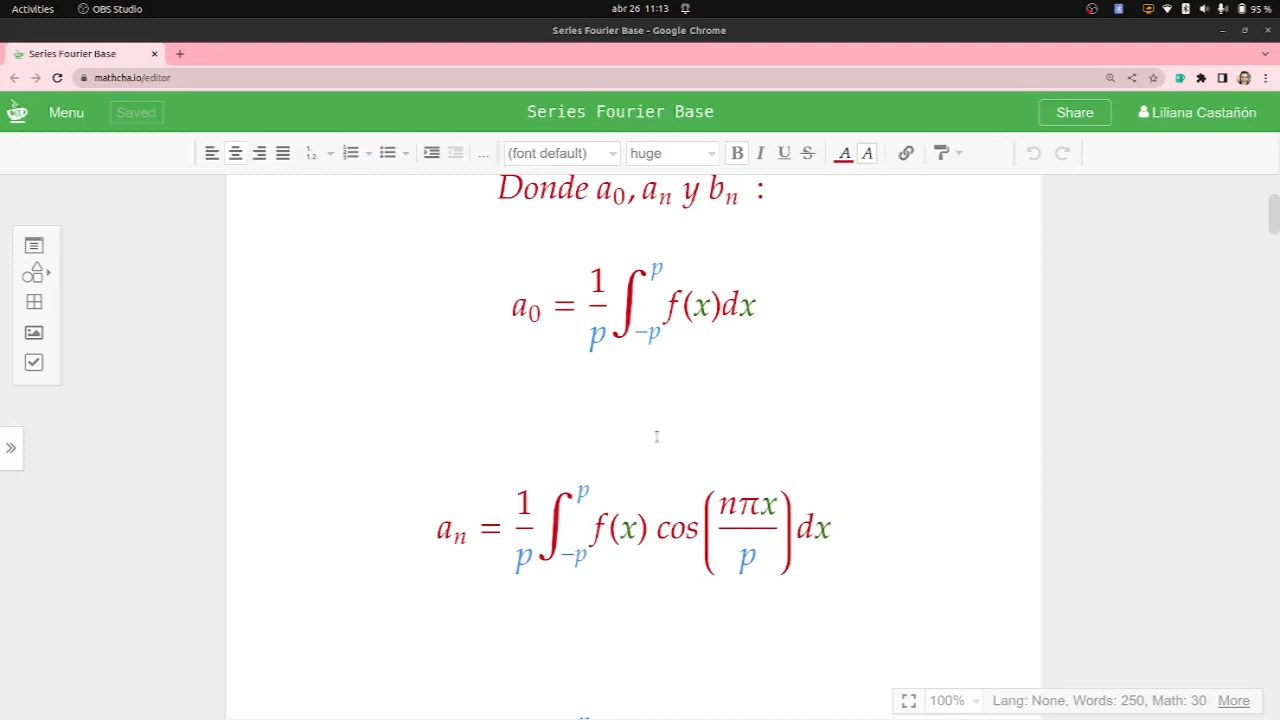 Activities OBS Studio abr 26 11:13 95 %
Series Fourier Base - Google Chrome
Series Fourier Base × +
mathcha.io/editor
Menu Saved Series Fourier Base Share Liliana Castañón
... (font default) huge B I U S A A
Donde a₀, aₙ y bₙ :
a₀ = 1/p ∫₋ₚᵖ f(x)dx
aₙ = 1/p ∫₋ₚᵖ f(x) cos(nπx/p) dx
100% Lang: None, Words: 250, Math: 30 More